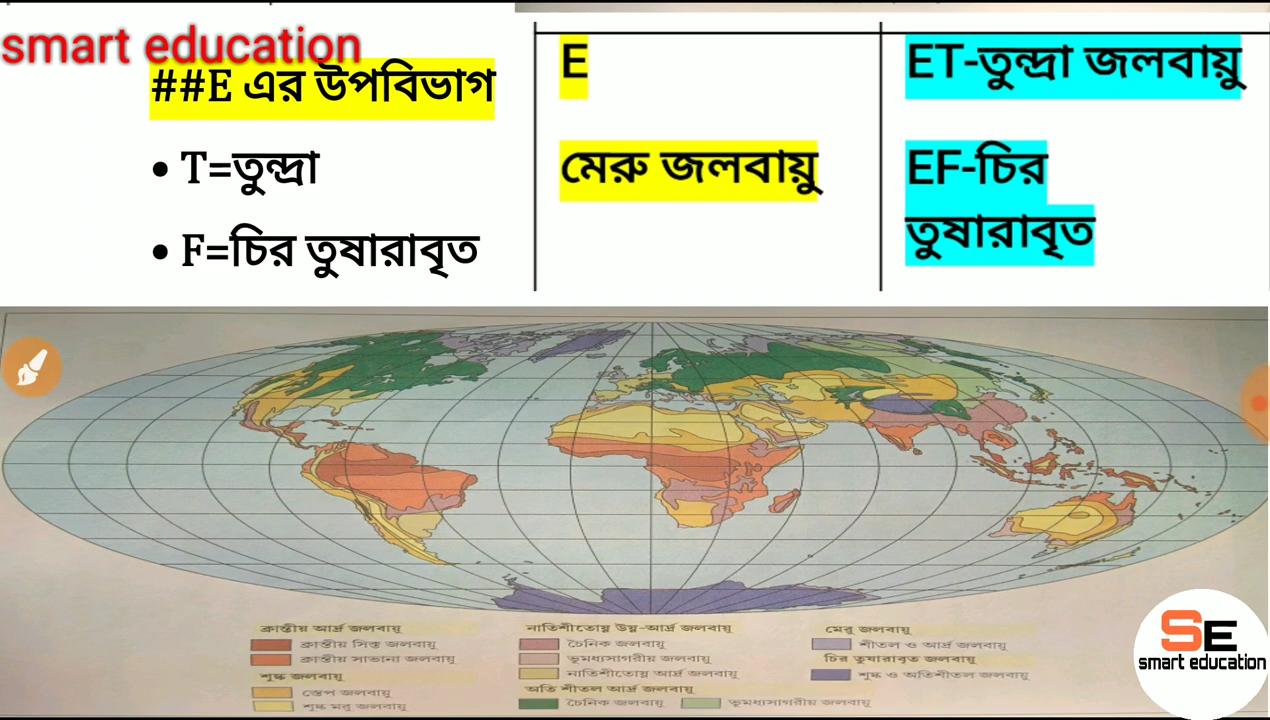 smart education
##E এর উপবিভাগ
• T=তুন্দ্রা
• F=চির তুষারাবৃত
E
মেরু জলবায়ু
ET-তুন্দ্রা জলবায়ু
EF-চির
তুষারাবৃত
ক্রান্তীয় আর্দ্র জলবায়ু
ক্রান্তীয় সিক্ত জলবায়ু
ক্রান্তীয় সাভানা জলবায়ু
শুষ্ক জলবায়ু
স্তেপ জলবায়ু
শুষ্ক মরু জলবায়ু
নাতিশীতোষ্ণ উষ্ণ-আর্দ্র জলবায়ু
চৈনিক জলবায়ু
ভূমধ্যসাগরীয় জলবায়ু
নাতিশীতোষ্ণ আর্দ্র জলবায়ু
অতি শীতল আর্দ্র জলবায়ু
চৈনিক জলবায়ু
ভূমধ্যসাগরীয় জলবায়ু
মেরু জলবায়ু
শীতল ও আর্দ্র জলবায়ু
চির তুষারাবৃত জলবায়ু
শুষ্ক ও অতিশীতল জলবায়ু
SE
smart education